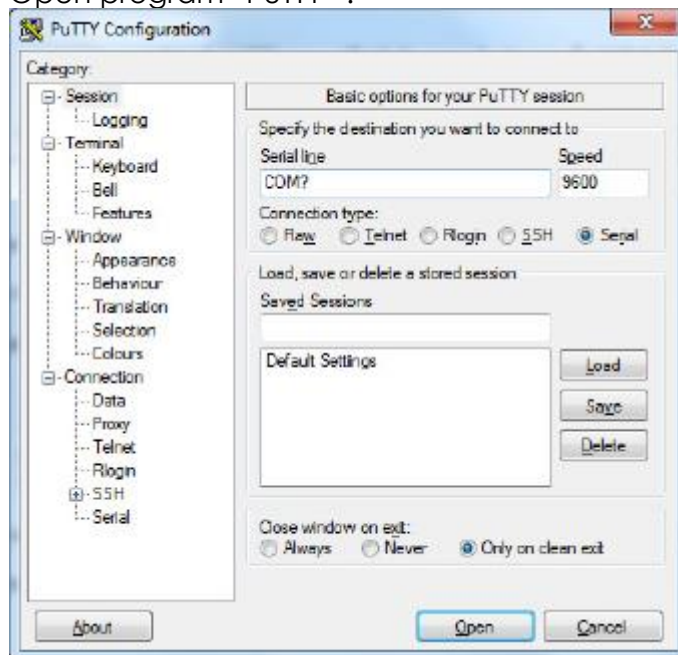 Open program "PuTTY".
PuTTY Configuration
Category:
Session
Logging
Terminal
Keyboard
Bell
Features
Window
Appearance
Behaviour
Translation
Selection
Colours
Connection
Data
Proxy
Telnet
Rlogin
SSH
Serial
Basic options for your PuTTY session
Specify the destination you want to connect to
Serial line Speed
COM? 9600
Connection type:
Raw Telnet Rlogin SSH Serial
Load, save or delete a stored session
Saved Sessions
Default Settings
Load
Save
Delete
Close window on exit:
Always Never Only on clean exit
About Open Cancel